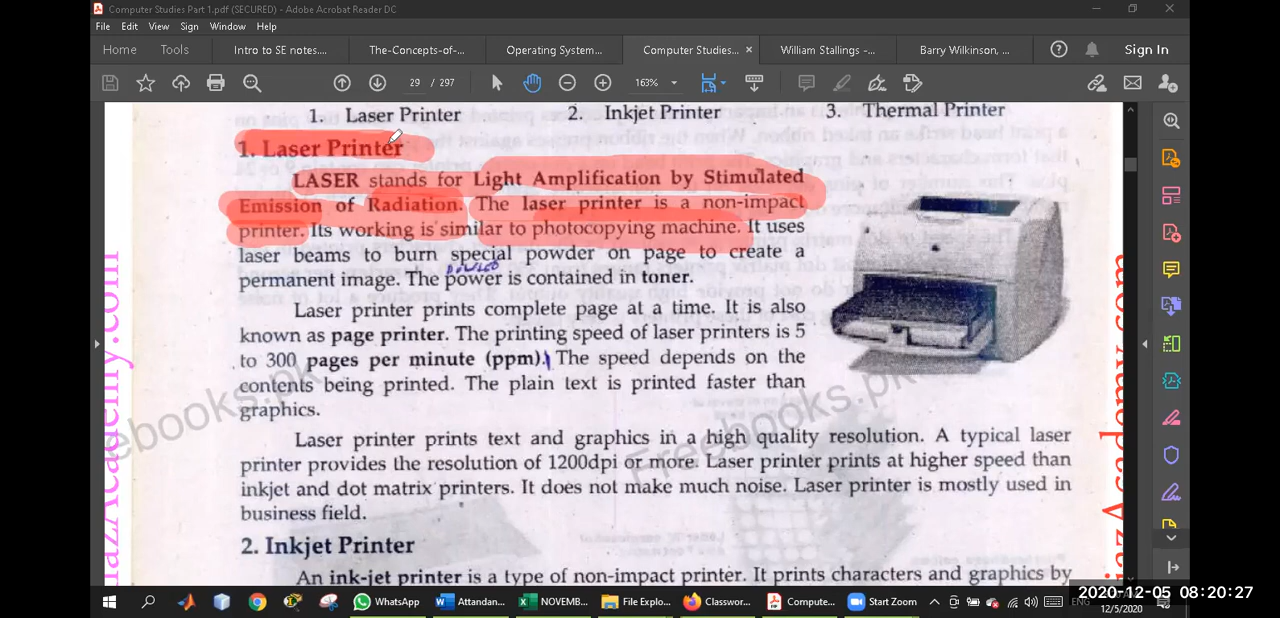 Computer Studies Part 1.pdf (SECURED) - Adobe Acrobat Reader DC
File Edit View Sign Window Help
Home Tools Intro to SE notes.... The-Concepts-of-... Operating System... Computer Studies... × William Stallings -... Barry Wilkinson, ... Sign In
29 / 297 163%
1. Laser Printer 2. Inkjet Printer 3. Thermal Printer
1. Laser Printer
LASER stands for Light Amplification by Stimulated
Emission of Radiation. The laser printer is a non-impact
printer. Its working is similar to photocopying machine. It uses
laser beams to burn special powder on page to create a
permanent image. The power is contained in toner.
Laser printer prints complete page at a time. It is also
known as page printer. The printing speed of laser printers is 5
to 300 pages per minute (ppm). The speed depends on the
contents being printed. The plain text is printed faster than
graphics.
Laser printer prints text and graphics in a high quality resolution. A typical laser
printer provides the resolution of 1200dpi or more. Laser printer prints at higher speed than
inkjet and dot matrix printers. It does not make much noise. Laser printer is mostly used in
business field.
2. Inkjet Printer
An ink-jet printer is a type of non-impact printer. It prints characters and graphics by
Freebooks.pk
WhatsApp Attandan... NOVEMB... File Explo... Classwor... Compute... Start Zoom ENG
2020-12-05 08:20:27
12/5/2020